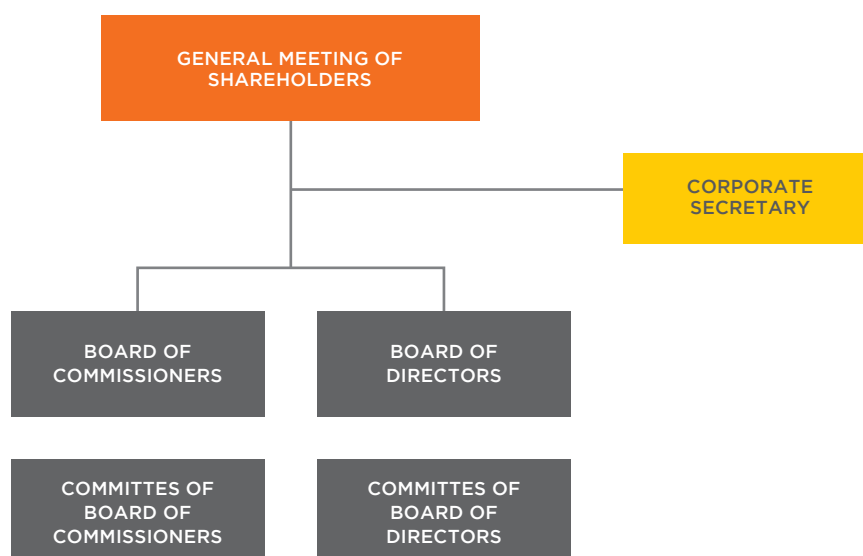 GENERAL MEETING OF
SHAREHOLDERS
CORPORATE
SECRETARY
BOARD OF
COMMISSIONERS
BOARD OF
DIRECTORS
COMMITTES OF
BOARD OF
COMMISSIONERS
COMMITTES OF
BOARD OF
DIRECTORS